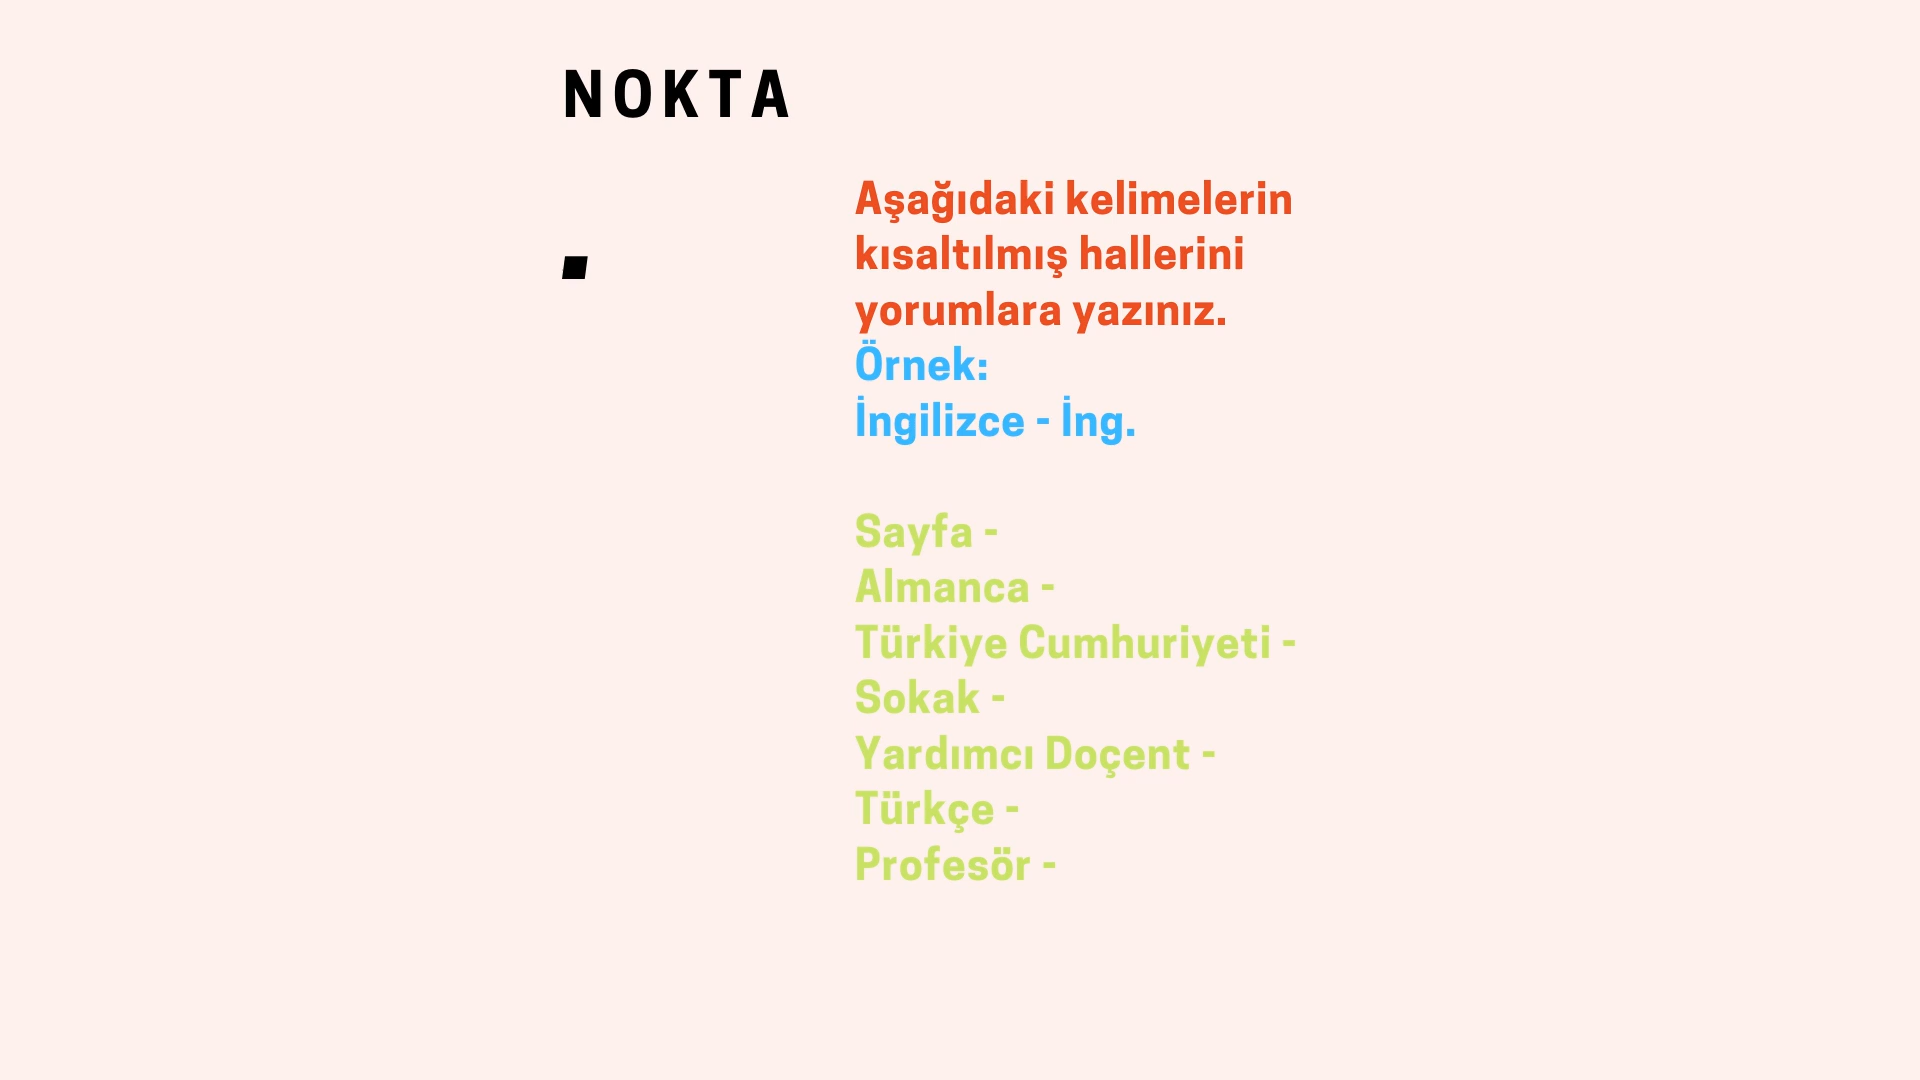 NOKTA
.
Aşağıdaki kelimelerin
kısaltılmış hallerini
yorumlara yazınız.
Örnek:
İngilizce - İng.
Sayfa -
Almanca -
Türkiye Cumhuriyeti -
Sokak -
Yardımcı Doçent -
Türkçe -
Profesör -